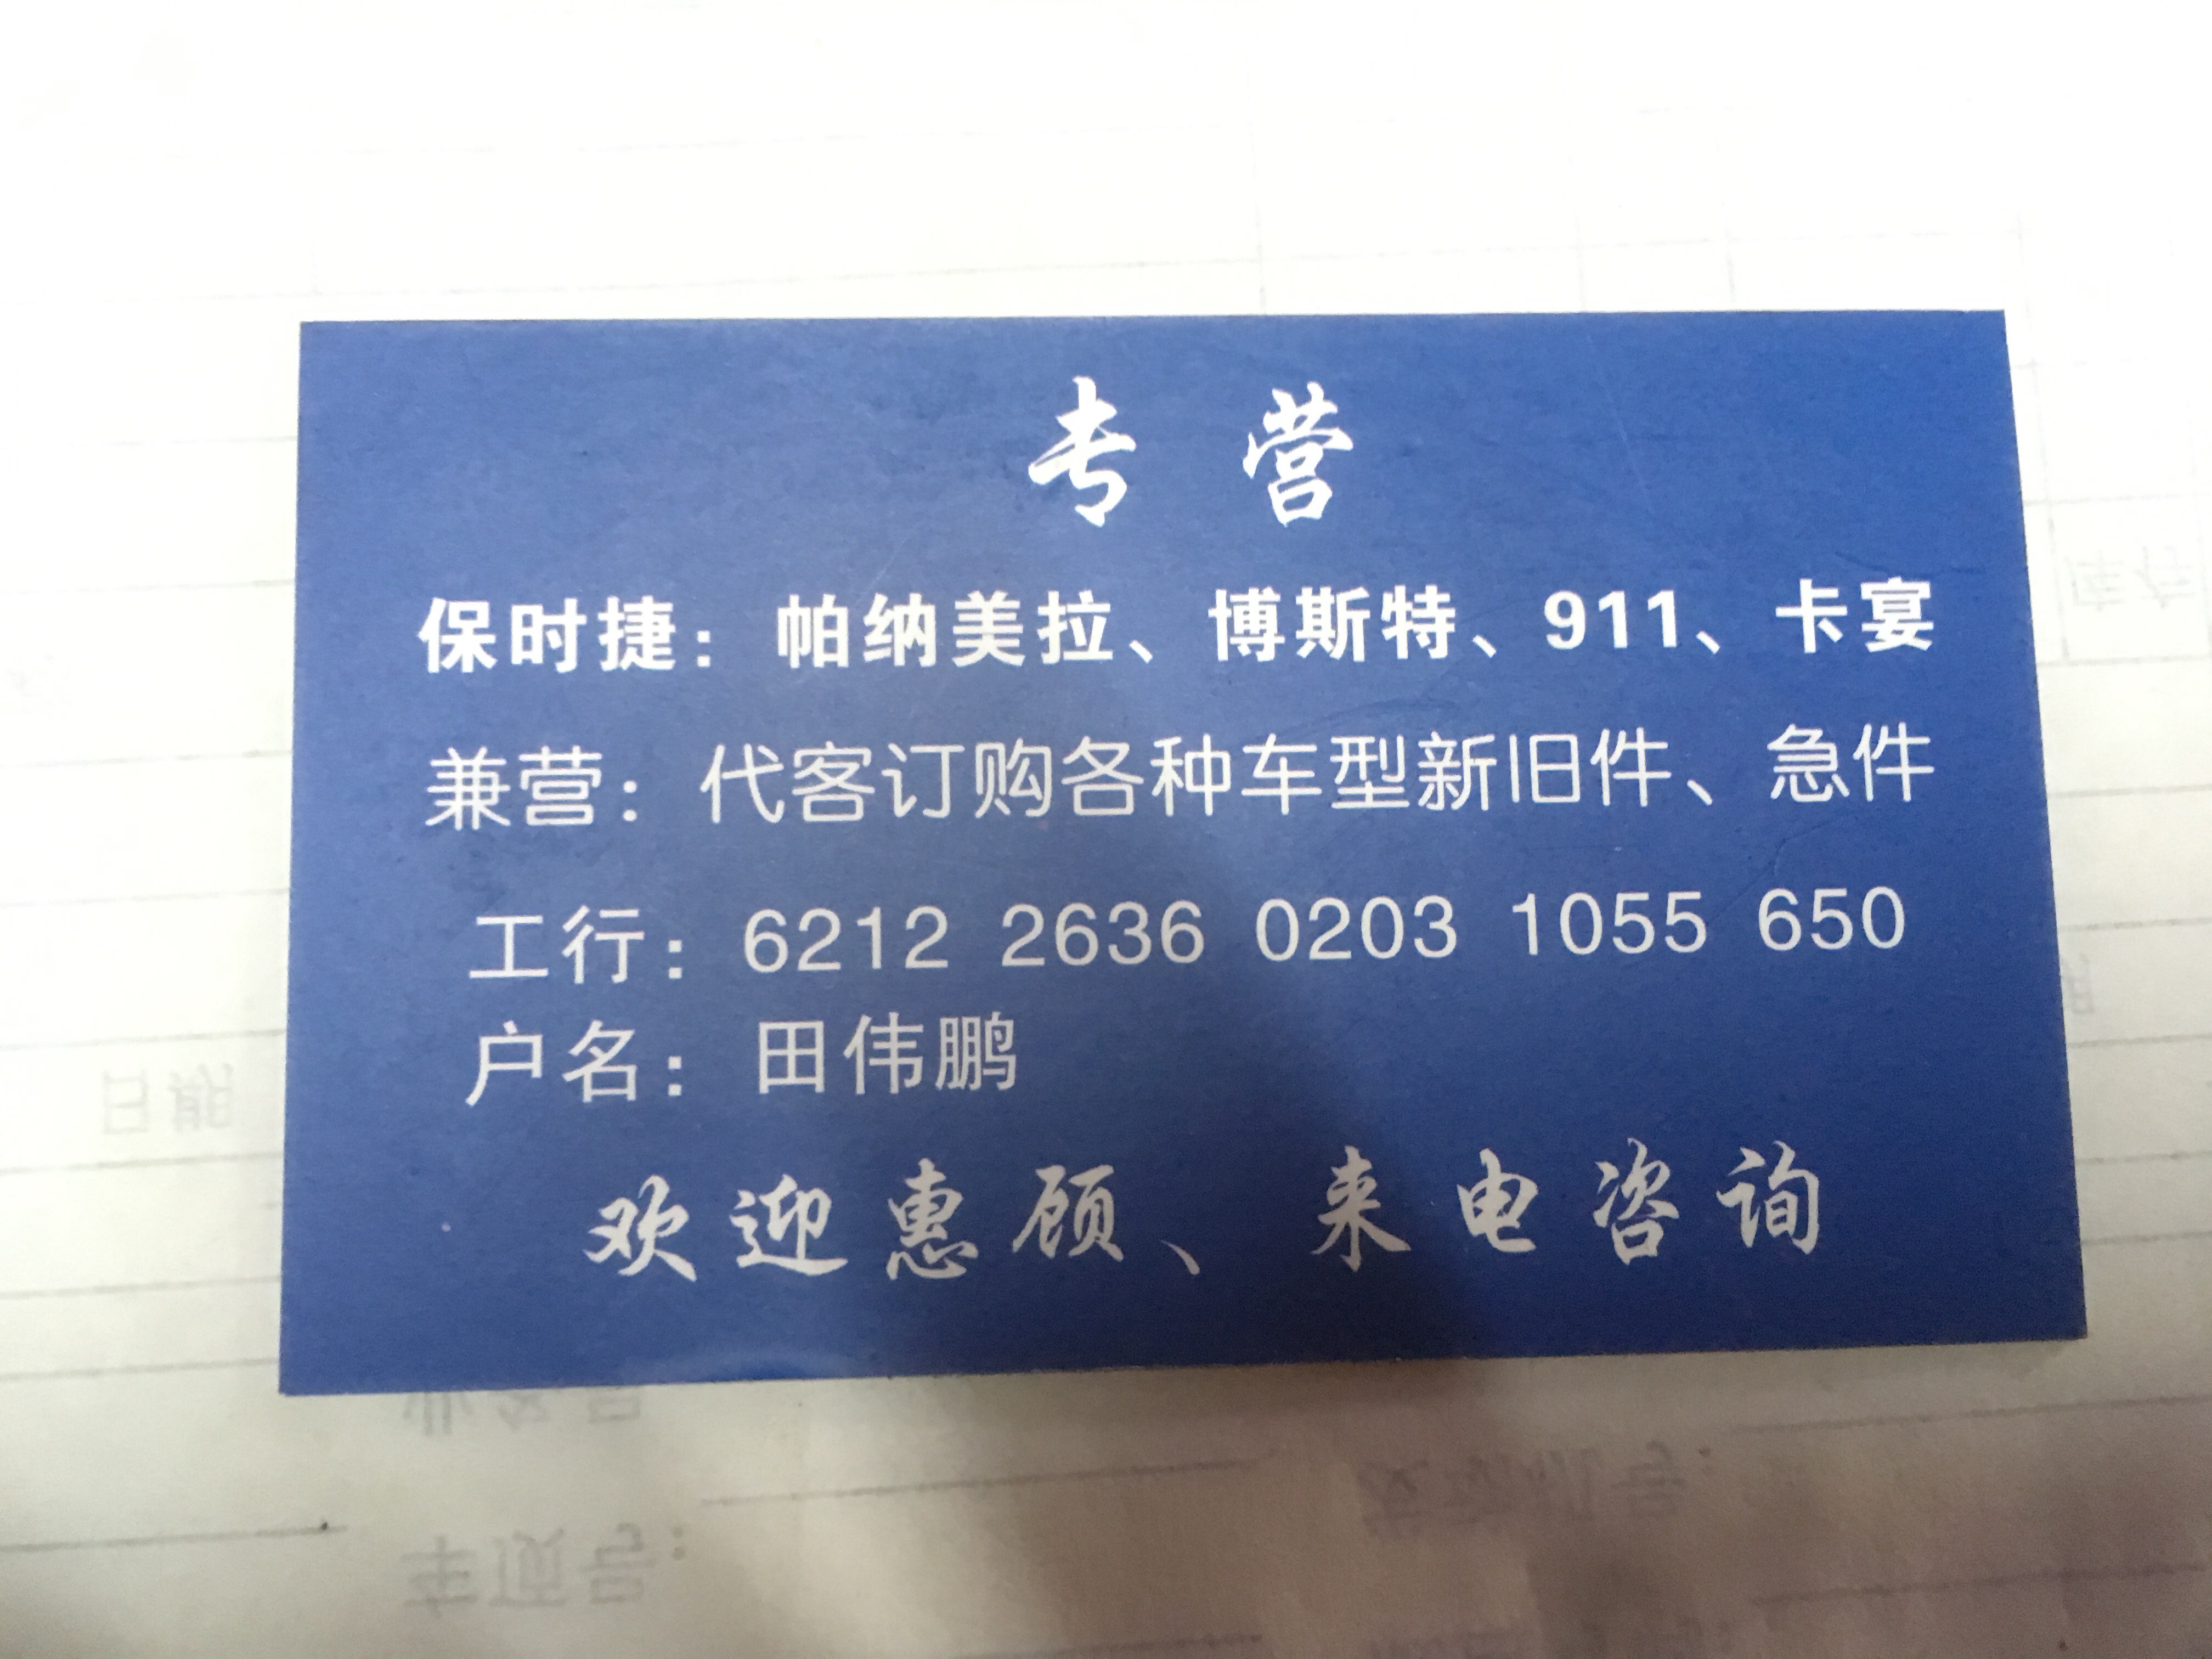 专营
保时捷：帕纳美拉、博斯特、911、卡宴
兼营：代客订购各种车型新旧件、急件
工行：6212 2636 0203 1055 650
户名：田伟鹏
欢迎惠顾、来电咨询
日期